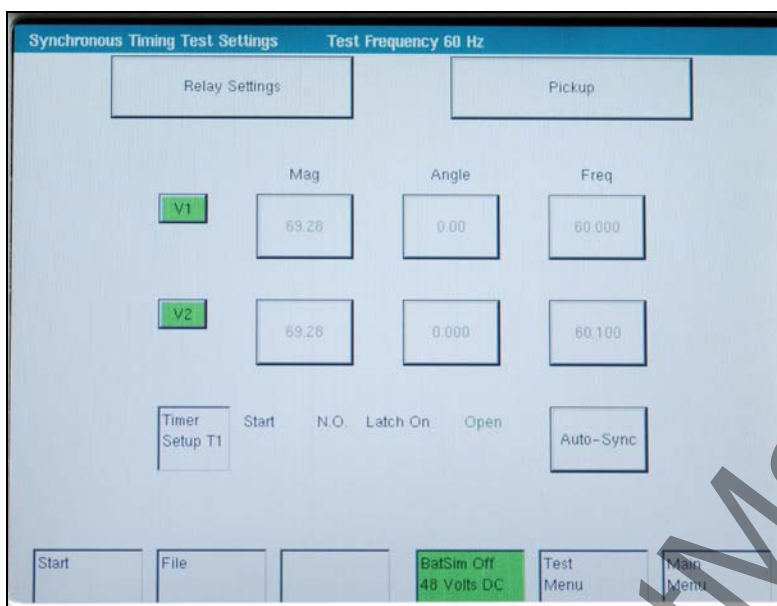 Synchronous Timing Test Settings Test Frequency 60 Hz
Relay Settings Pickup
Mag Angle Freq
V1 69.28 0.00 60.000
V2 69.28 0.000 60.100
Timer Start N.O. Latch On Open Auto-Sync
Setup T1
Start File BatSim Off Test Main
48 Volts DC Menu Menu